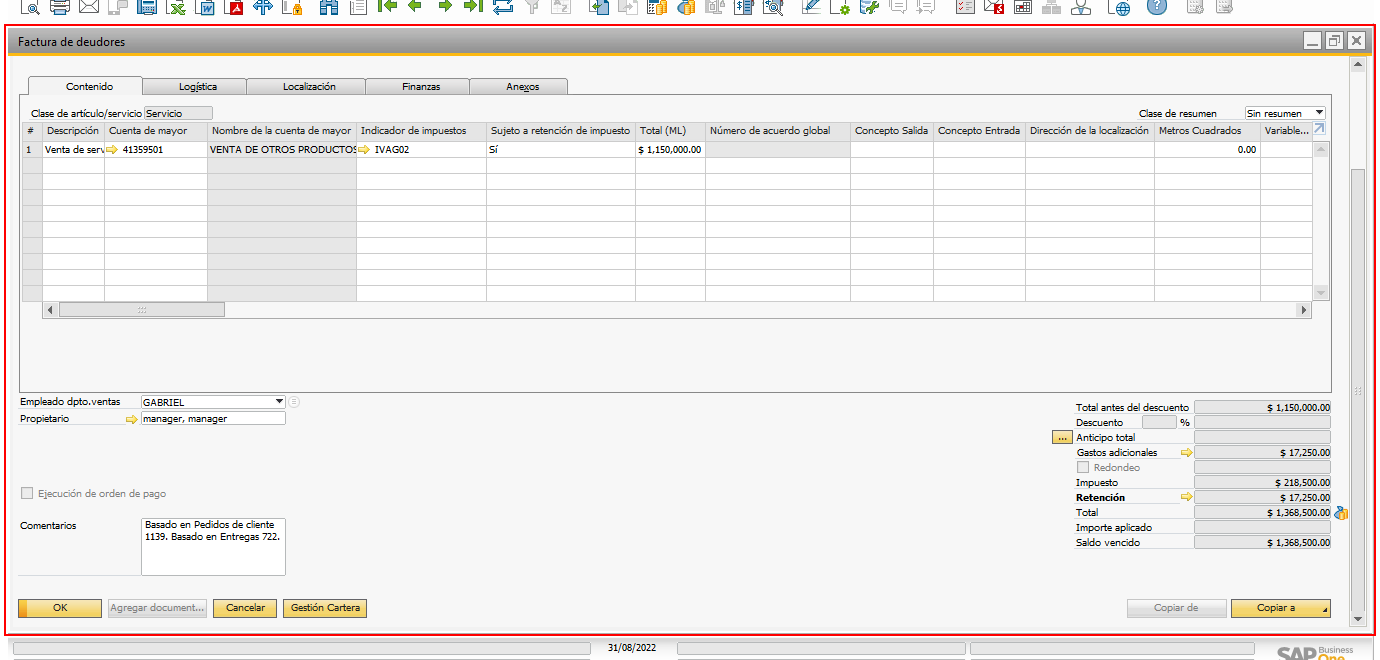 Factura de deudores
Contenido Logística Localización Finanzas Anexos
Clase de artículo/servicio Servicio Clase de resumen Sin resumen
# Descripción Cuenta de mayor Nombre de la cuenta de mayor Indicador de impuestos Sujeto a retención de impuesto Total (ML) Número de acuerdo global Concepto Salida Concepto Entrada Dirección de la localización Metros Cuadrados Variable...
1 Venta de serv 41359501 VENTA DE OTROS PRODUCTOS IVAG02 Sí $ 1,150,000.00 0.00
Empleado dpto.ventas GABRIEL
Propietario manager, manager
Total antes del descuento $ 1,150,000.00
Descuento %
... Anticipo total
Gastos adicionales $ 17,250.00
Redondeo
Impuesto $ 218,500.00
Ejecución de orden de pago
Retención $ 17,250.00
Total $ 1,368,500.00
Importe aplicado
Saldo vencido $ 1,368,500.00
Comentarios Basado en Pedidos de cliente
1139. Basado en Entregas 722.
OK Agregar document... Cancelar Gestión Cartera Copiar de Copiar a
31/08/2022
SAP Business
One